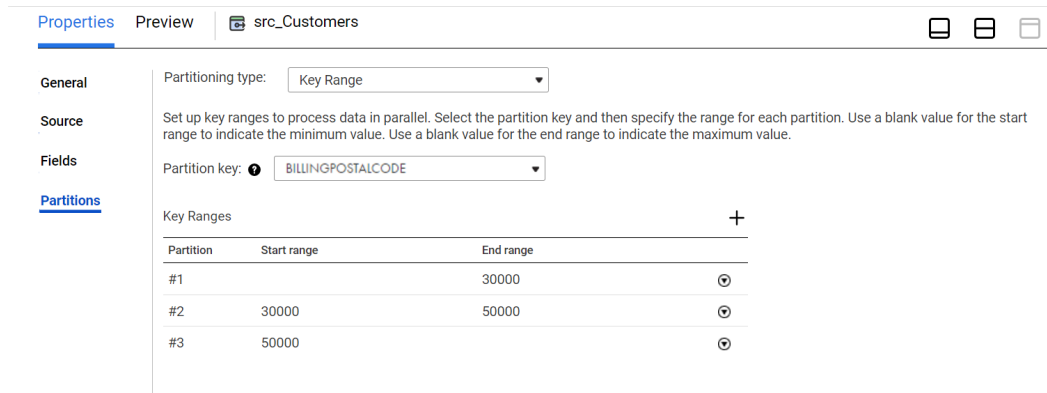 Properties Preview src_Customers
General
Partitioning type: Key Range
Set up key ranges to process data in parallel. Select the partition key and then specify the range for each partition. Use a blank value for the start
range to indicate the minimum value. Use a blank value for the end range to indicate the maximum value.
Source
Fields
Partition key: ? BILLINGPOSTALCODE
Partitions
Key Ranges +
Partition Start range End range
#1 30000
#2 30000 50000
#3 50000